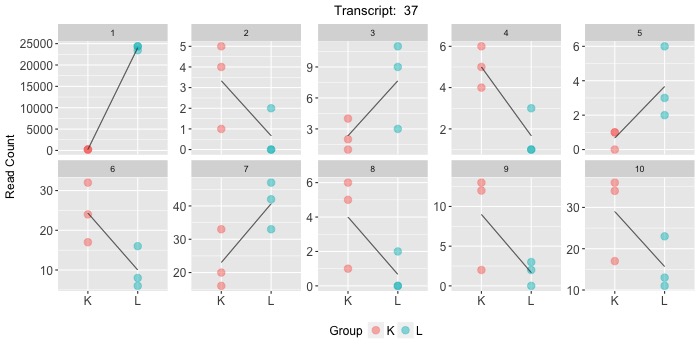 Transcript: 37
1 2 3 4 5
25000 5 6 6
20000 4 9
15000 3 4 4
10000 2 6
5000 1 3 2 2
0 0 0
Read Count
6 7 8 9 10
30 40 6 10 30
20 30 4 5 20
10 20 2 0 10
0
K L K L K L K L K L
Group K L